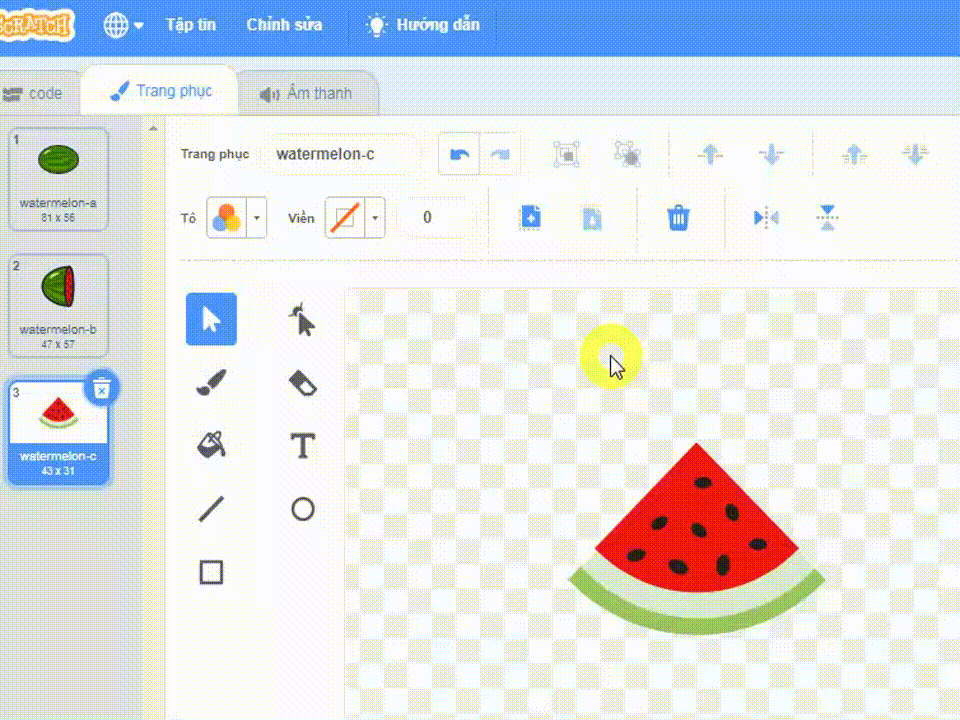 SCRATCH
Tập tin
Chỉnh sửa
Hướng dẫn
code
Trang phục
Âm thanh
1
watermelon-a
81 x 56
2
watermelon-b
47 x 57
3
watermelon-c
43 x 31
Trang phục
watermelon-c
Tô
Viền
0
T